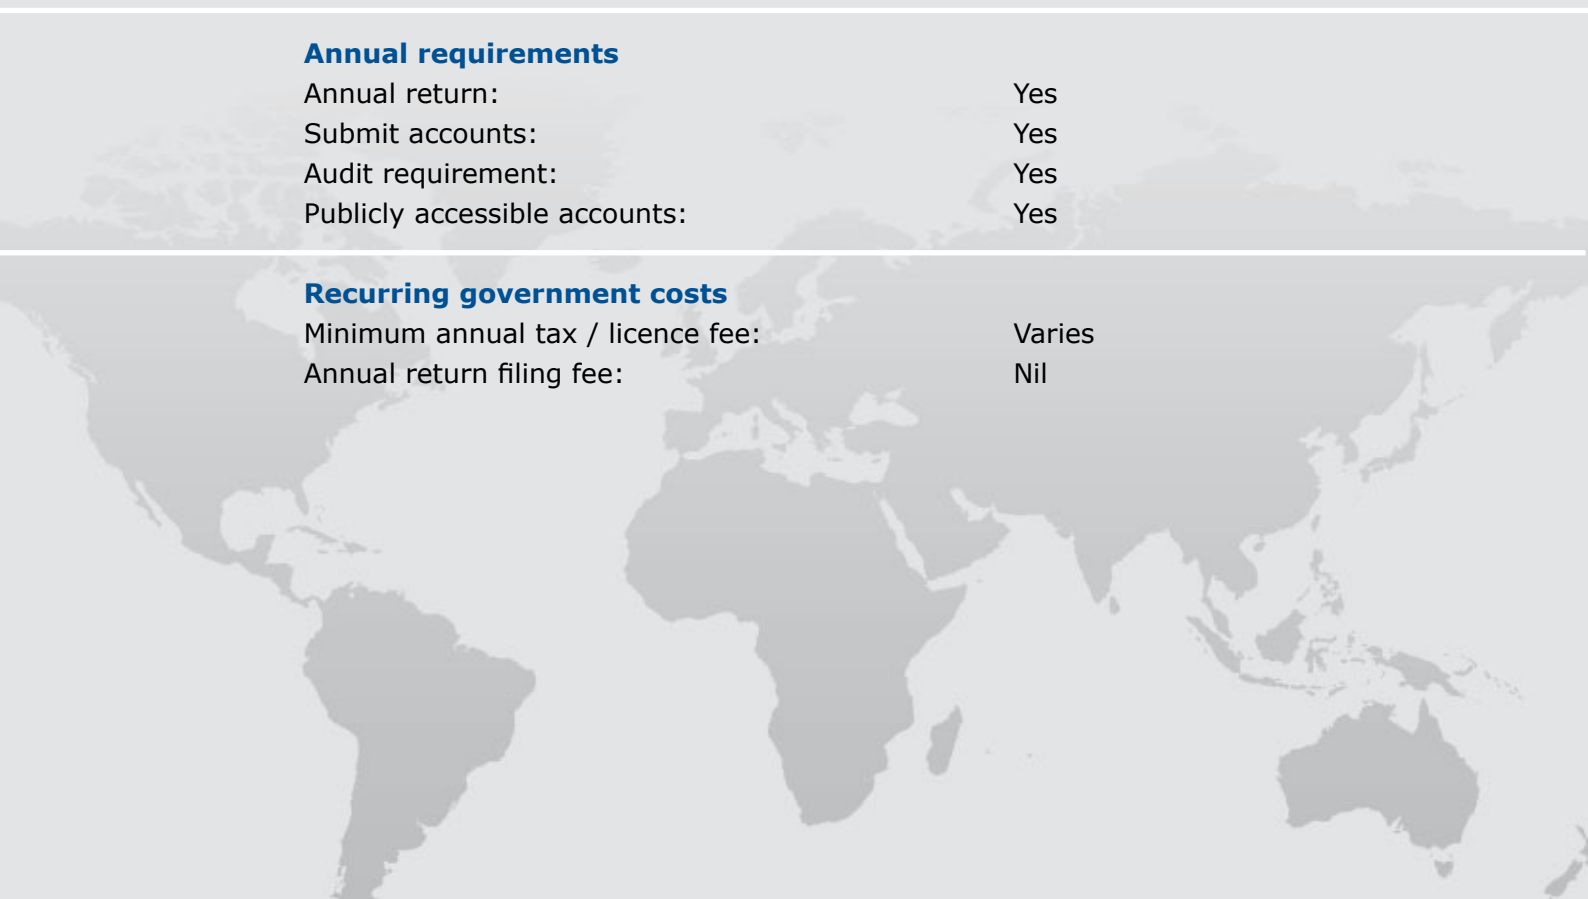 Annual requirements
Annual return: Yes
Submit accounts: Yes
Audit requirement: Yes
Publicly accessible accounts: Yes
Recurring government costs
Minimum annual tax / licence fee: Varies
Annual return filing fee: Nil